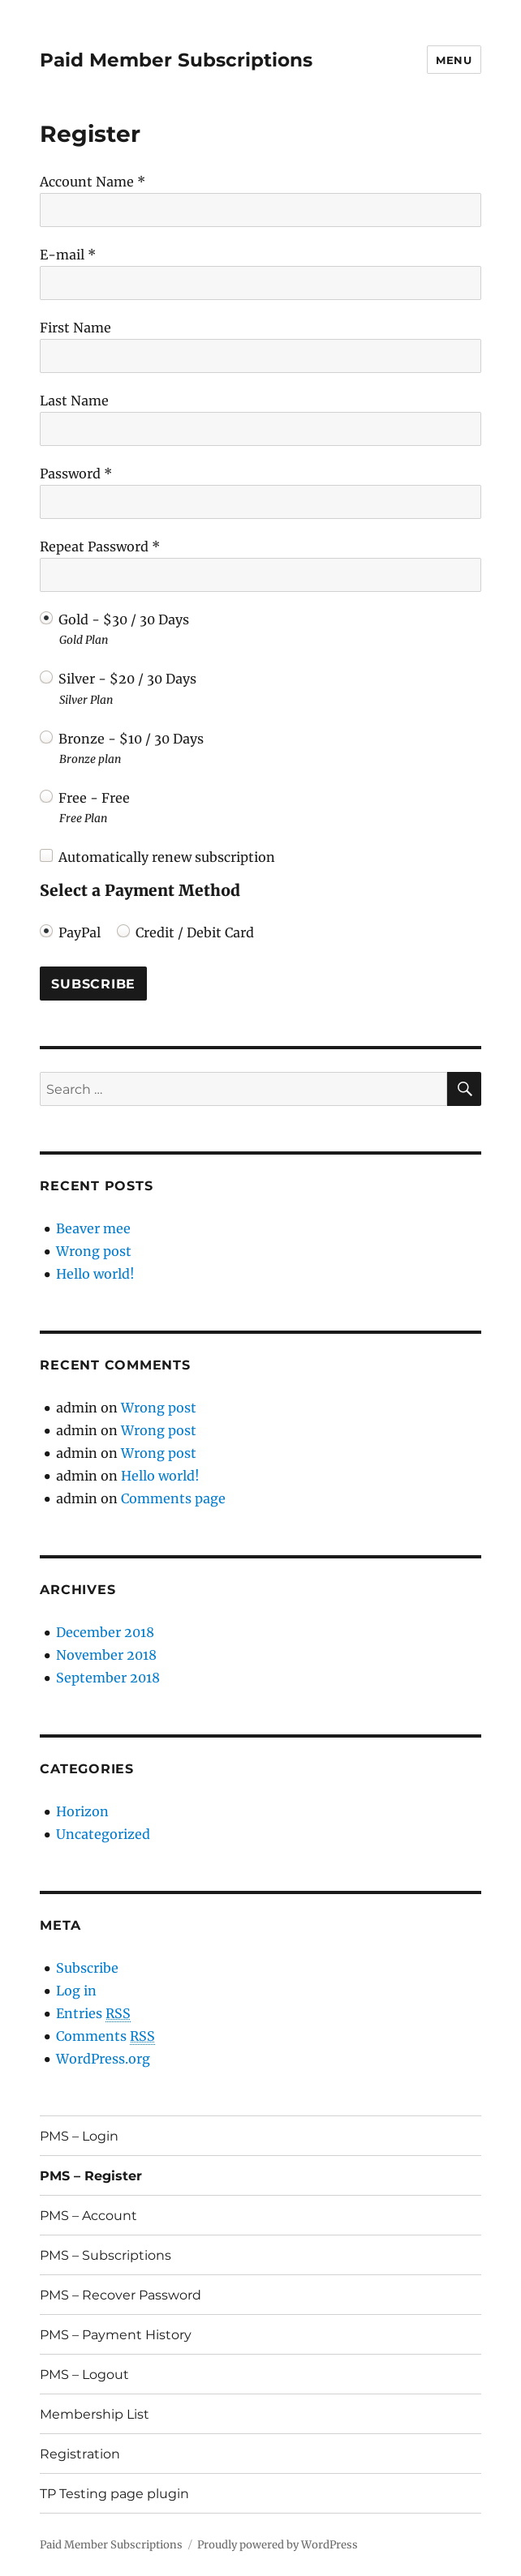 Paid Member Subscriptions
MENU
Register
Account Name *
E-mail *
First Name
Last Name
Password *
Repeat Password *
Gold - $30 / 30 Days
Gold Plan
Silver - $20 / 30 Days
Silver Plan
Bronze - $10 / 30 Days
Bronze plan
Free - Free
Free Plan
Automatically renew subscription
Select a Payment Method
PayPal Credit / Debit Card
SUBSCRIBE
Search …
RECENT POSTS
Beaver mee
Wrong post
Hello world!
RECENT COMMENTS
admin on Wrong post
admin on Wrong post
admin on Wrong post
admin on Hello world!
admin on Comments page
ARCHIVES
December 2018
November 2018
September 2018
CATEGORIES
Horizon
Uncategorized
META
Subscribe
Log in
Entries RSS
Comments RSS
WordPress.org
PMS – Login
PMS – Register
PMS – Account
PMS – Subscriptions
PMS – Recover Password
PMS – Payment History
PMS – Logout
Membership List
Registration
TP Testing page plugin
Paid Member Subscriptions / Proudly powered by WordPress